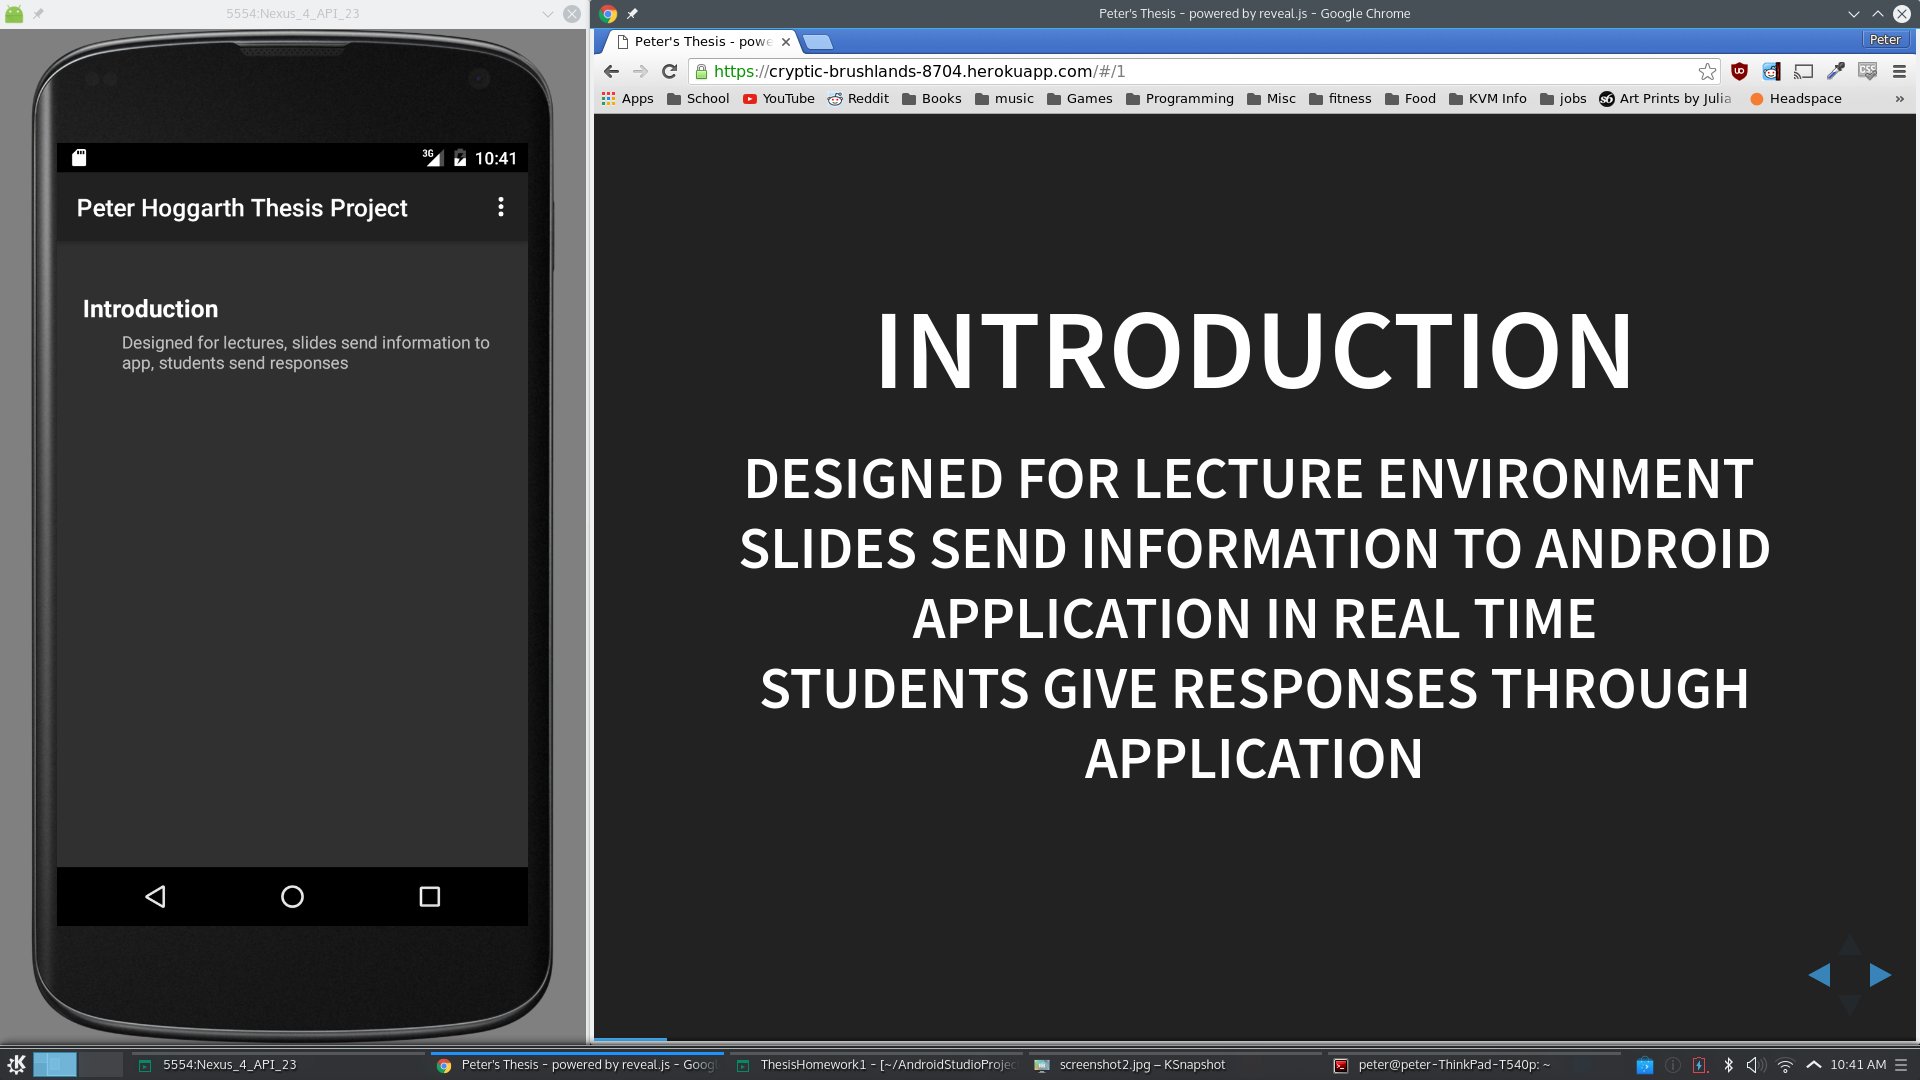 5554:Nexus_4_API_23
3G 10:41
Peter Hoggarth Thesis Project
Introduction
Designed for lectures, slides send information to
app, students send responses
Peter's Thesis – powered by reveal.js – Google Chrome
Peter's Thesis - powe
Peter
https://cryptic-brushlands-8704.herokuapp.com/#/1
Apps School YouTube Reddit Books music Games Programming Misc fitness Food KVM Info jobs Art Prints by Julia Headspace »
INTRODUCTION
DESIGNED FOR LECTURE ENVIRONMENT
SLIDES SEND INFORMATION TO ANDROID
APPLICATION IN REAL TIME
STUDENTS GIVE RESPONSES THROUGH
APPLICATION
5554:Nexus_4_API_23 Peter's Thesis – powered by reveal.js – Googl ThesisHomework1 – [~/AndroidStudioProjec screenshot2.jpg – KSnapshot peter@peter-ThinkPad-T540p: ~ 10:41 AM